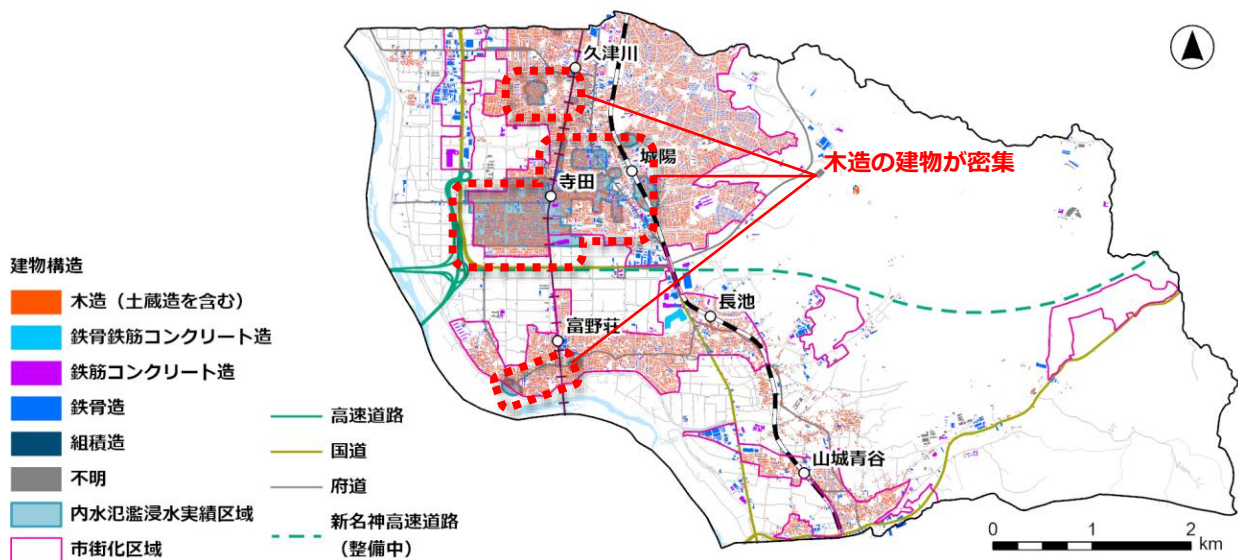 久津川
城陽
木造の建物が密集
寺田
長池
富野荘
山城青谷
建物構造
木造（土蔵造を含む）
鉄骨鉄筋コンクリート造
鉄筋コンクリート造
鉄骨造
組積造
不明
内水氾濫浸水実績区域
市街化区域
高速道路
国道
府道
新名神高速道路
（整備中）
0 1 2
km